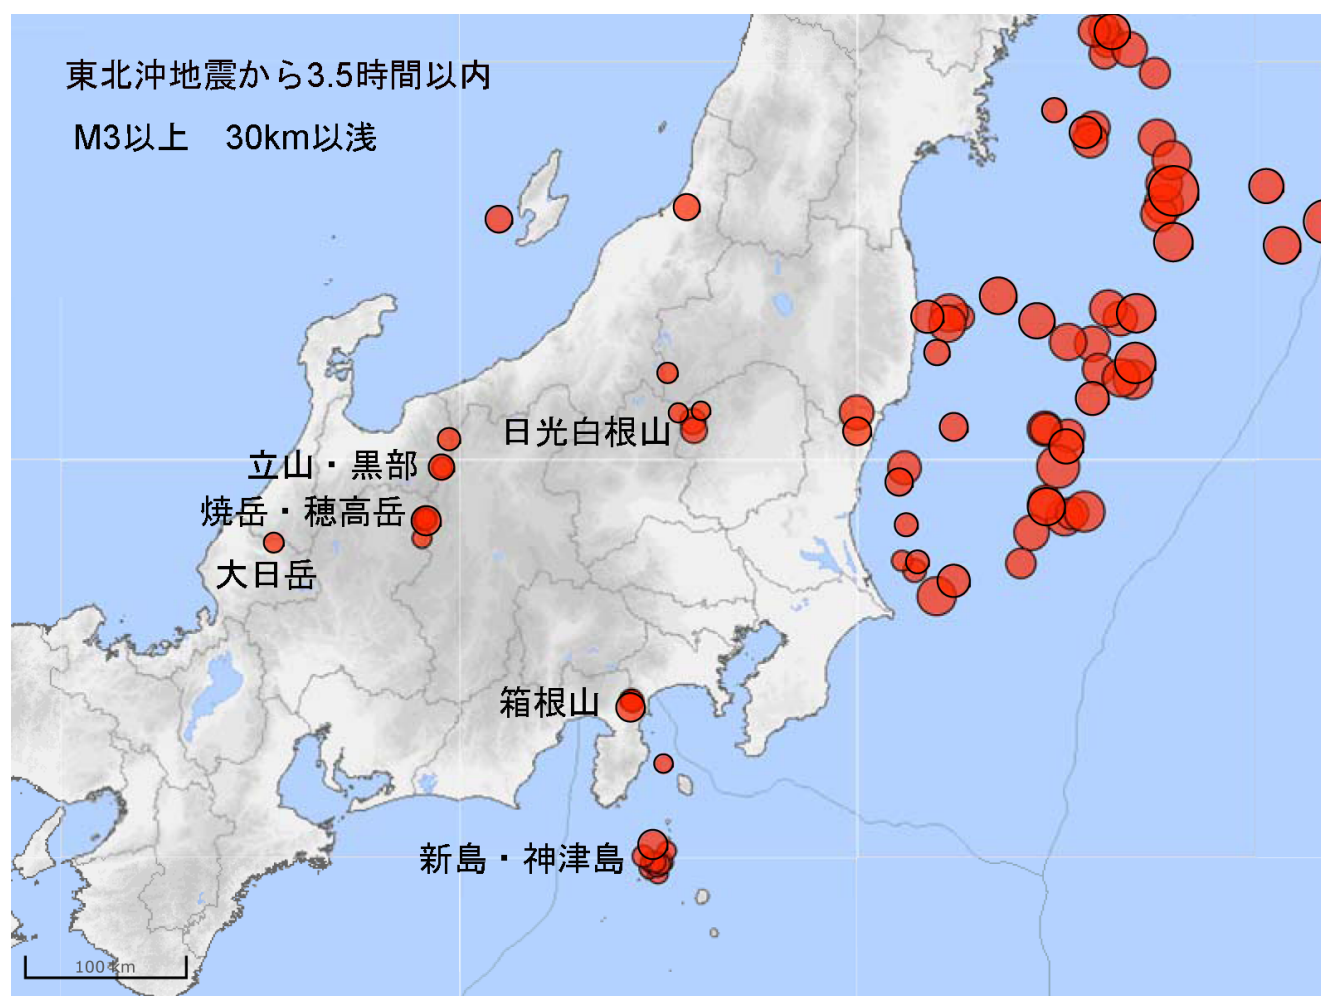 東北沖地震から3.5時間以内
M3以上　30km以浅
日光白根山
立山・黒部
焼岳・穂高岳
大日岳
箱根山
新島・神津島
100 km